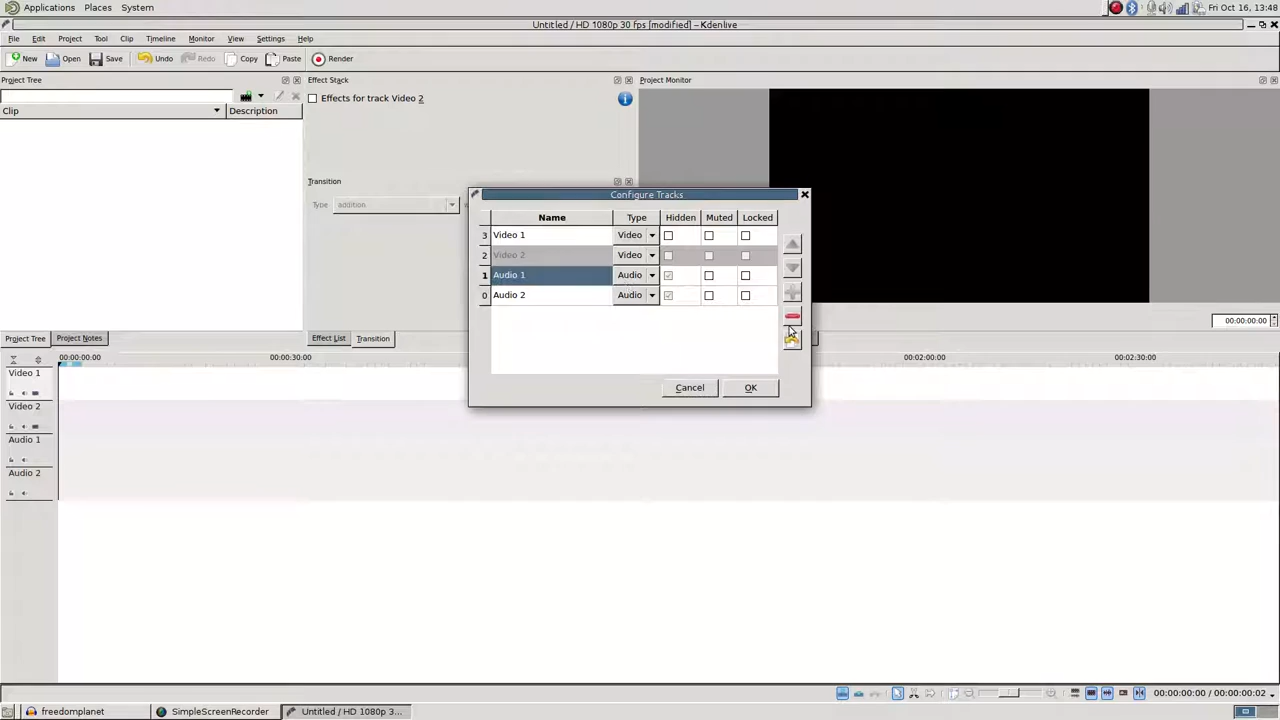 Applications Places System Fri Oct 16, 13:48
Untitled / HD 1080p 30 fps [modified] – Kdenlive
File Edit Project Tool Clip Timeline Monitor View Settings Help
New Open Save Undo Redo Copy Paste Render
Project Tree Effect Stack Project Monitor
Effects for track Video 2
Clip Description
Transition
Type addition
Configure Tracks
Name Type Hidden Muted Locked
3 Video 1 Video
2 Video 2 Video
1 Audio 1 Audio
0 Audio 2 Audio
Cancel OK
00:00:00:00
Project Tree Project Notes Effect List Transition
00:00:00:00 00:00:30:00 00:02:00:00 00:02:30:00
Video 1
Video 2
Audio 1
Audio 2
00:00:00:00 / 00:00:00:02
freedomplanet SimpleScreenRecorder Untitled / HD 1080p 3...